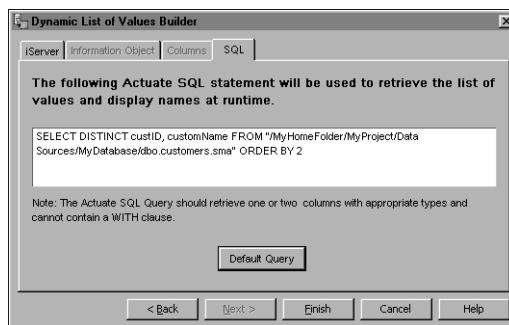 Dynamic List of Values Builder
iServer Information Object Columns SQL
The following Actuate SQL statement will be used to retrieve the list of
values and display names at runtime.
SELECT DISTINCT custID, customName FROM "/MyHomeFolder/MyProject/Data
Sources/MyDatabase/dbo.customers.sma" ORDER BY 2
Note: The Actuate SQL Query should retrieve one or two columns with appropriate types and
cannot contain a WITH clause.
Default Query
< Back Next > Finish Cancel Help